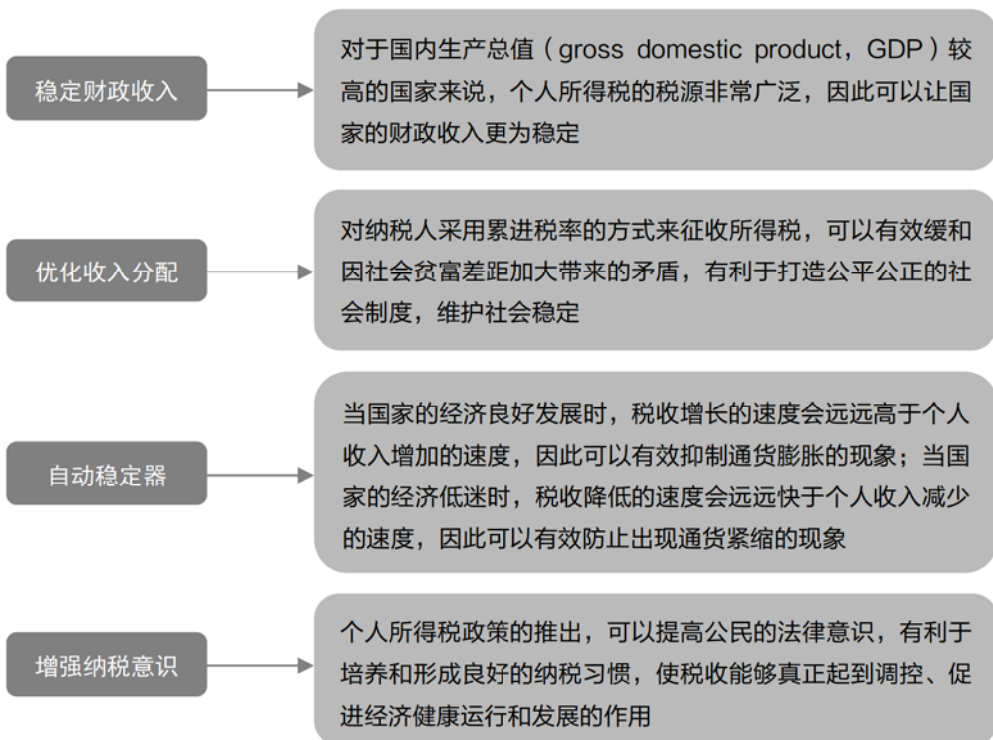 稳定财政收入
对于国内生产总值（gross domestic product，GDP）较
高的国家来说，个人所得税的税源非常广泛，因此可以让国
家的财政收入更为稳定
优化收入分配
对纳税人采用累进税率的方式来征收所得税，可以有效缓和
因社会贫富差距加大带来的矛盾，有利于打造公平公正的社
会制度，维护社会稳定
自动稳定器
当国家的经济良好发展时，税收增长的速度会远远高于个人
收入增加的速度，因此可以有效抑制通货膨胀的现象；当国
家的经济低迷时，税收降低的速度会远远快于个人收入减少
的速度，因此可以有效防止出现通货紧缩的现象
增强纳税意识
个人所得税政策的推出，可以提高公民的法律意识，有利于
培养和形成良好的纳税习惯，使税收能够真正起到调控、促
进经济健康运行和发展的作用